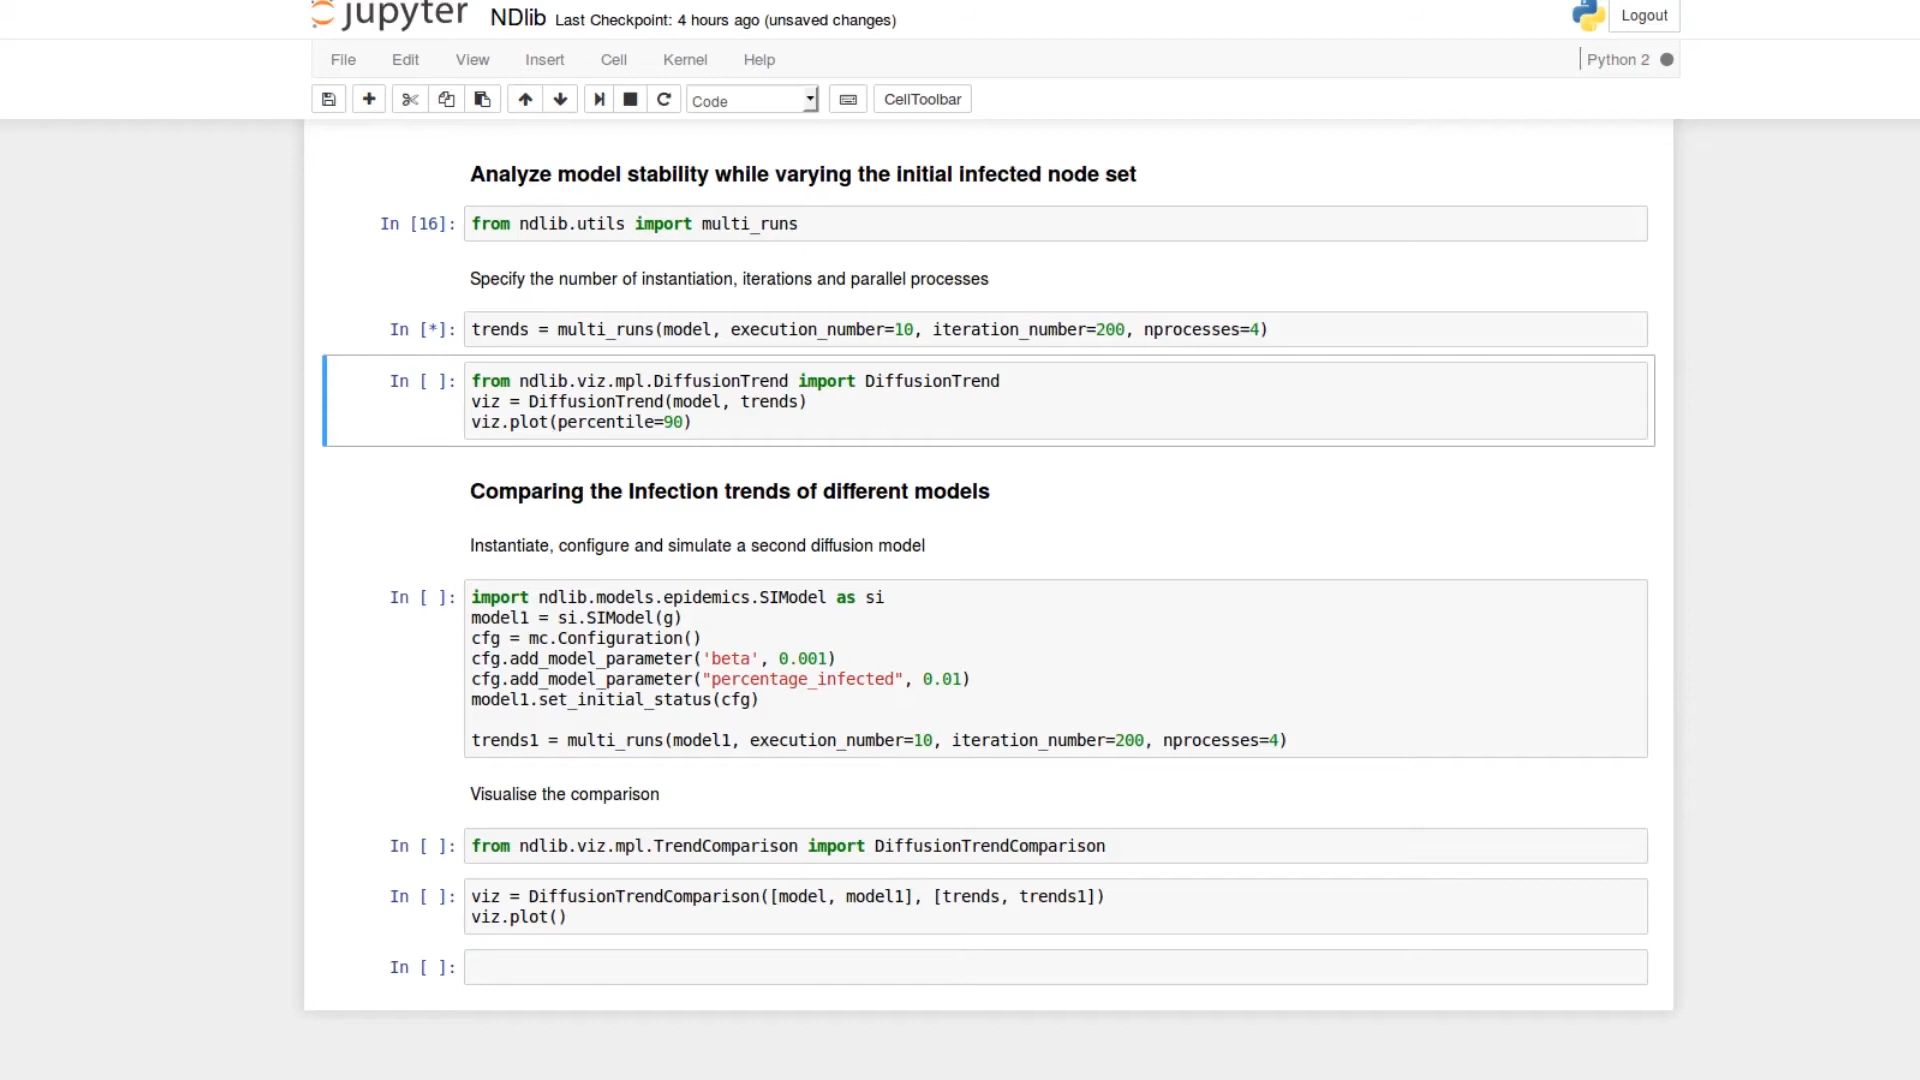 jupyter NDlib Last Checkpoint: 4 hours ago (unsaved changes) Logout
File Edit View Insert Cell Kernel Help Python 2
Code CellToolbar
Analyze model stability while varying the initial infected node set
In [16]: from ndlib.utils import multi_runs
Specify the number of instantiation, iterations and parallel processes
In [*]: trends = multi_runs(model, execution_number=10, iteration_number=200, nprocesses=4)
In [ ]: from ndlib.viz.mpl.DiffusionTrend import DiffusionTrend
viz = DiffusionTrend(model, trends)
viz.plot(percentile=90)
Comparing the Infection trends of different models
Instantiate, configure and simulate a second diffusion model
In [ ]: import ndlib.models.epidemics.SIModel as si
model1 = si.SIModel(g)
cfg = mc.Configuration()
cfg.add_model_parameter('beta', 0.001)
cfg.add_model_parameter("percentage_infected", 0.01)
model1.set_initial_status(cfg)
trends1 = multi_runs(model1, execution_number=10, iteration_number=200, nprocesses=4)
Visualise the comparison
In [ ]: from ndlib.viz.mpl.TrendComparison import DiffusionTrendComparison
In [ ]: viz = DiffusionTrendComparison([model, model1], [trends, trends1])
viz.plot()
In [ ]: